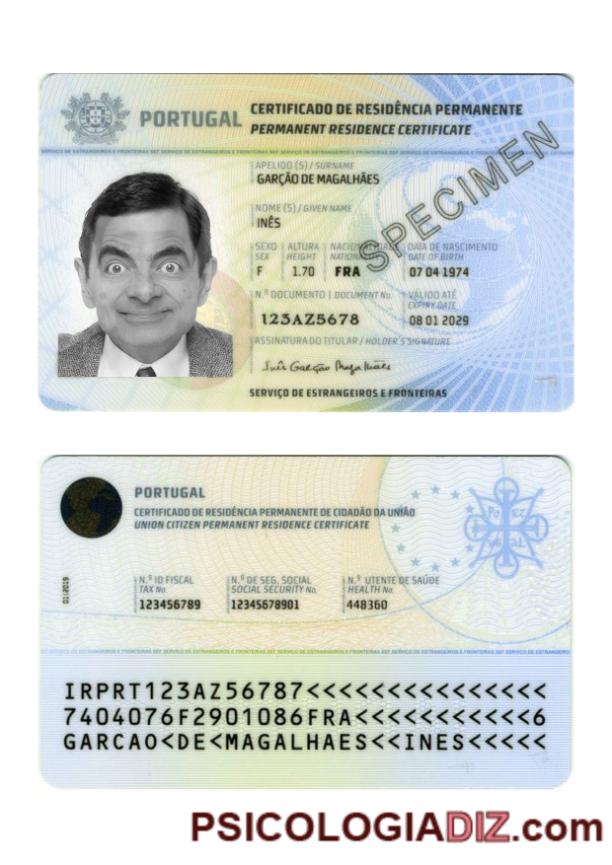 PORTUGAL
CERTIFICADO DE RESIDÊNCIA PERMANENTE
PERMANENT RESIDENCE CERTIFICATE
SPECIMEN
APELIDO (S) / SURNAME
GARÇÃO DE MAGALHÃES
NOME (S) / GIVEN NAME
INÊS
SEXO ALTURA NACIONALIDADE DATA DE NASCIMENTO
SEX HEIGHT DATE OF BIRTH
F 1.70 FRA 07 04 1974
N.º DOCUMENTO | DOCUMENT No. VÁLIDO ATÉ
EXPIRY DATE
123AZ5678 08 01 2029
ASSINATURA DO TITULAR / HOLDER'S SIGNATURE
SERVIÇO DE ESTRANGEIROS E FRONTEIRAS
PORTUGAL
CERTIFICADO DE RESIDÊNCIA PERMANENTE DE CIDADÃO DA UNIÃO
UNION CITIZEN PERMANENT RESIDENCE CERTIFICATE
N.º ID FISCAL N.º DE SEG. SOCIAL N.º UTENTE DE SAÚDE
TAX No. SOCIAL SECURITY No. HEALTH No.
123456789 12345678901 448360
IRPRT123AZ56787<<<<<<<<<<<<<<<
7404076F2901086FRA<<<<<<<<<<<6
GARCAO<DE<MAGALHAES<<INES<<<<<
PSICOLOGIADIZ.com